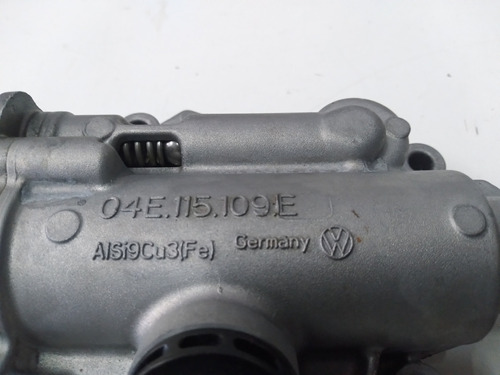 04E.115.109.E
AlSi9Cu3(Fe) Germany VW